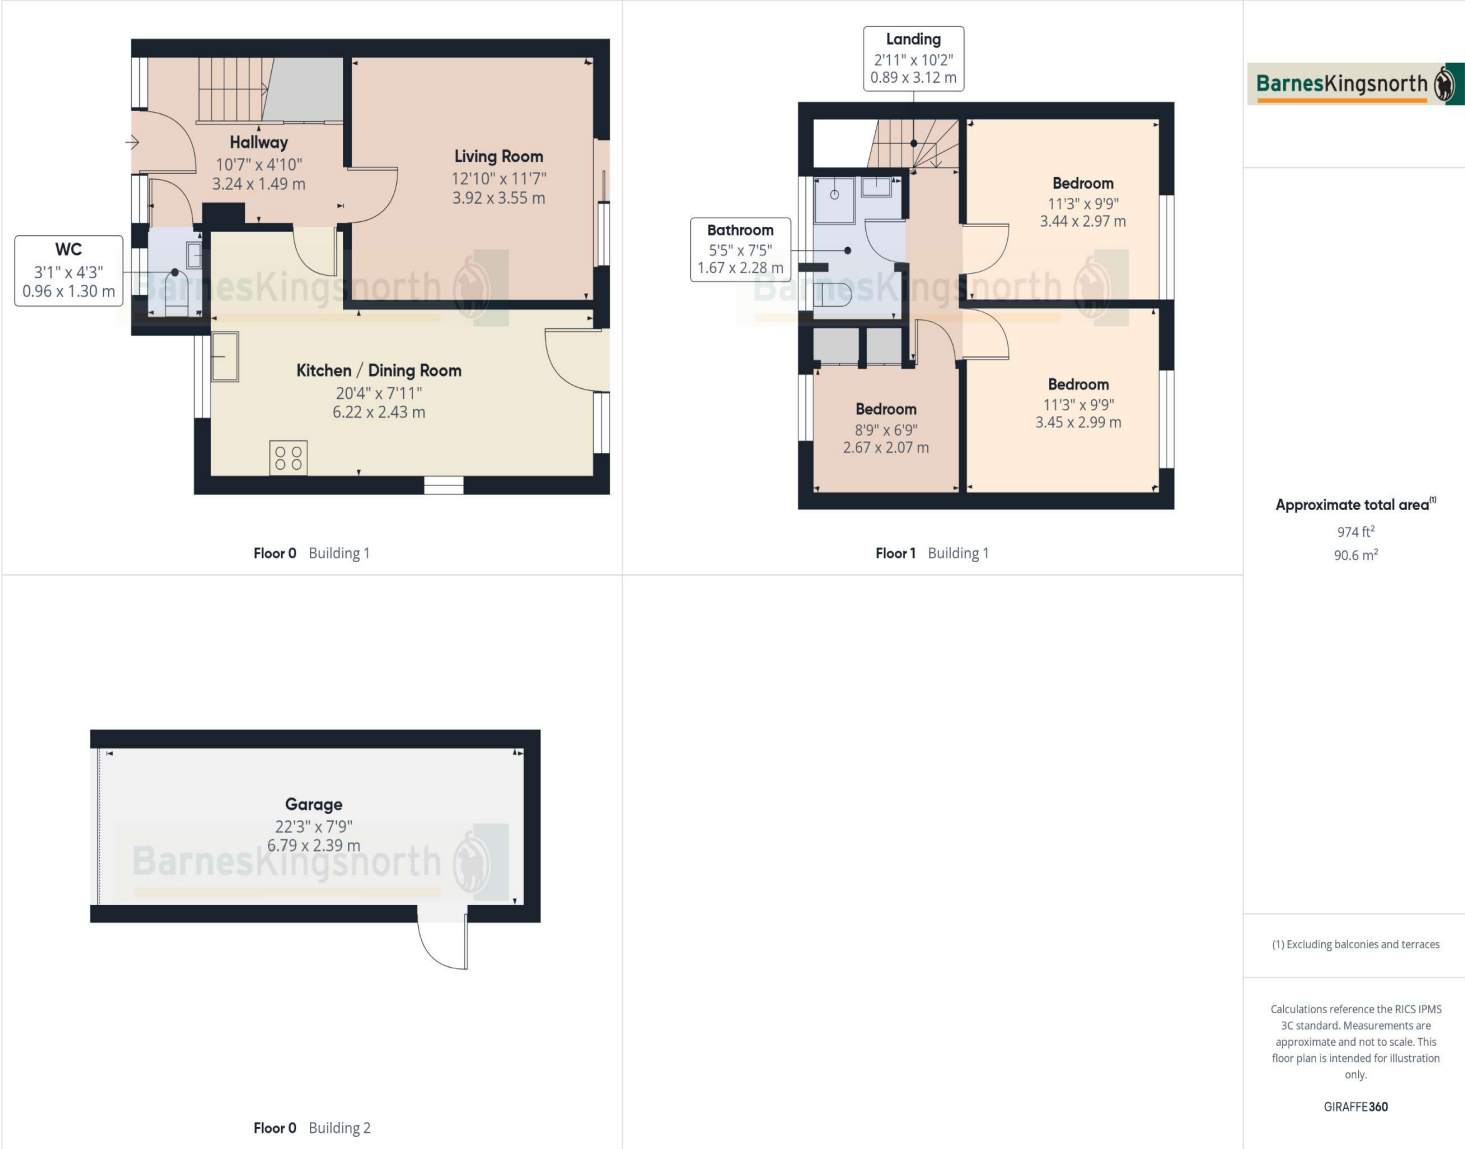 Hallway
10'7" x 4'10"
3.24 x 1.49 m
Living Room
12'10" x 11'7"
3.92 x 3.55 m
WC
3'1" x 4'3"
0.96 x 1.30 m
BarnesKingsnorth
Kitchen / Dining Room
20'4" x 7'11"
6.22 x 2.43 m
Floor 0 Building 1
Landing
2'11" x 10'2"
0.89 x 3.12 m
Bedroom
11'3" x 9'9"
3.44 x 2.97 m
Bathroom
5'5" x 7'5"
1.67 x 2.28 m
BarnesKingsnorth
Bedroom
11'3" x 9'9"
3.45 x 2.99 m
Bedroom
8'9" x 6'9"
2.67 x 2.07 m
Floor 1 Building 1
Garage
22'3" x 7'9"
6.79 x 2.39 m
BarnesKingsnorth
Floor 0 Building 2
BarnesKingsnorth
Approximate total area(1)
974 ft²
90.6 m²
(1) Excluding balconies and terraces
Calculations reference the RICS IPMS
3C standard. Measurements are
approximate and not to scale. This
floor plan is intended for illustration
only.
GIRAFFE360